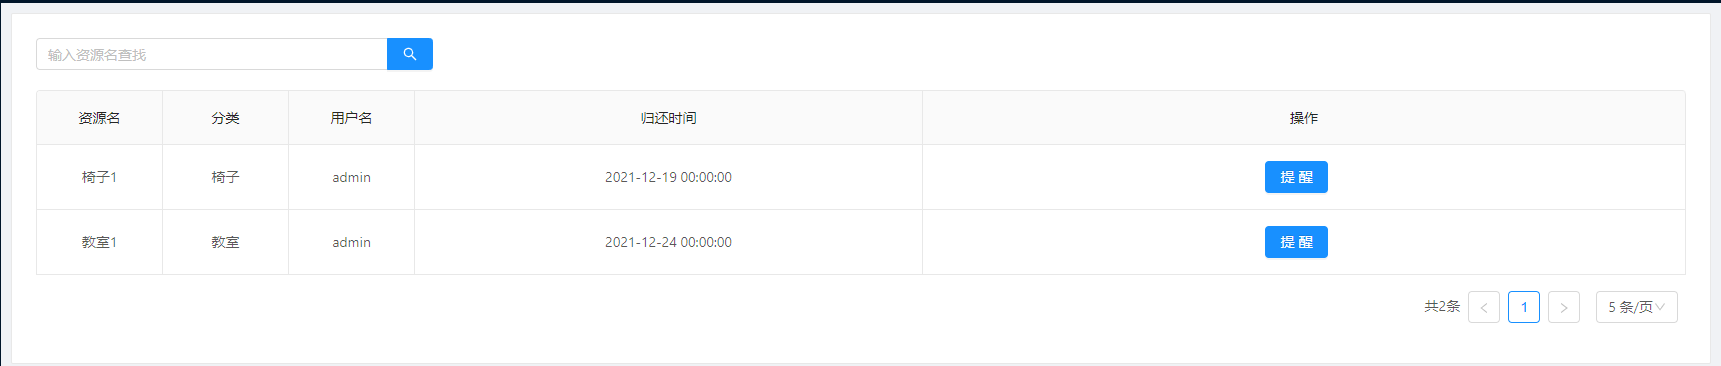 输入资源名查找
资源名 分类 用户名 归还时间 操作
椅子1 椅子 admin 2021-12-19 00:00:00 提 醒
教室1 教室 admin 2021-12-24 00:00:00 提 醒
共2条 < 1 > 5 条/页